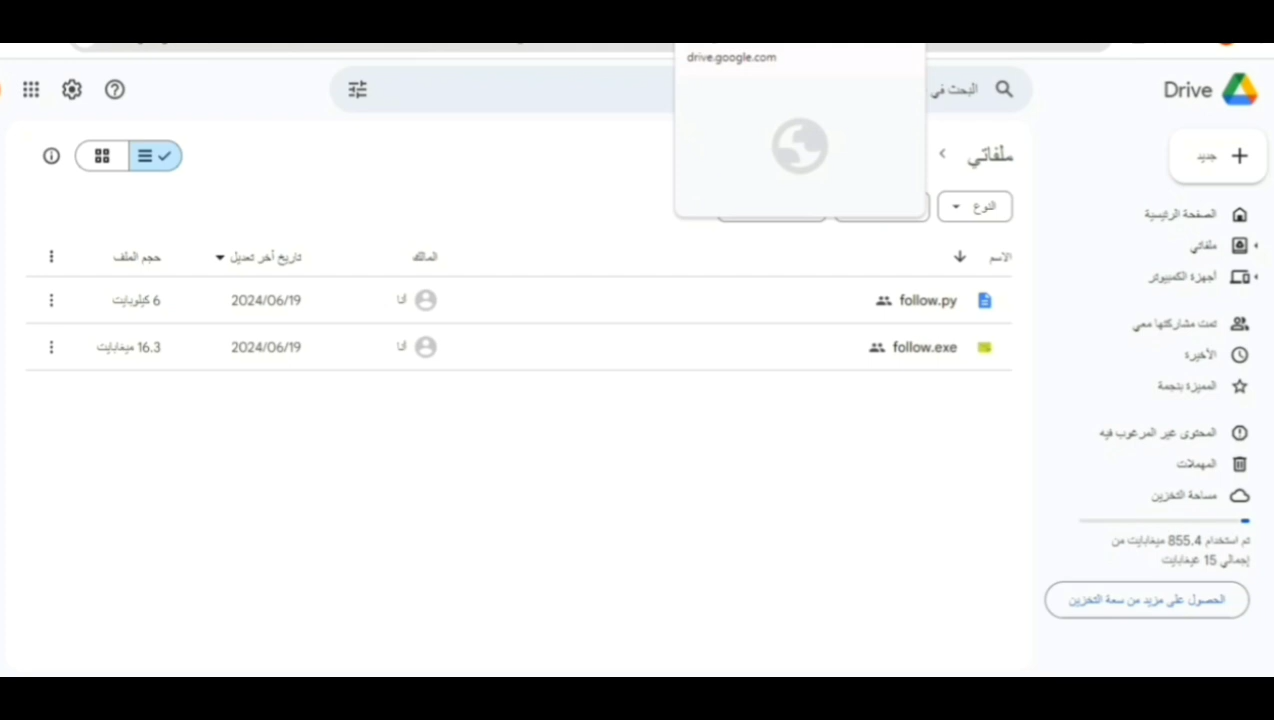 drive.google.com
Drive
البحث في
ملفاتي
جديد
النوع
الصفحة الرئيسية
ملفاتي
أجهزة الكمبيوتر
تمت مشاركتها معي
الأخيرة
المميزة بنجمة
المحتوى غير المرغوب فيه
المهملات
مساحة التخزين
تم استخدام 855.4 ميغابايت من
إجمالي 15 غيغابايت
الحصول على مزيد من سعة التخزين
الاسم المالك تاريخ آخر تعديل حجم الملف
follow.py أنا 2024/06/19 6 كيلوبايت
follow.exe أنا 2024/06/19 16.3 ميغابايت